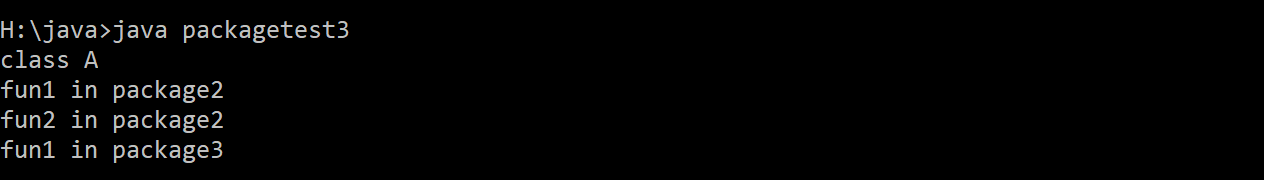 H:\java>java packagetest3
class A
fun1 in package2
fun2 in package2
fun1 in package3